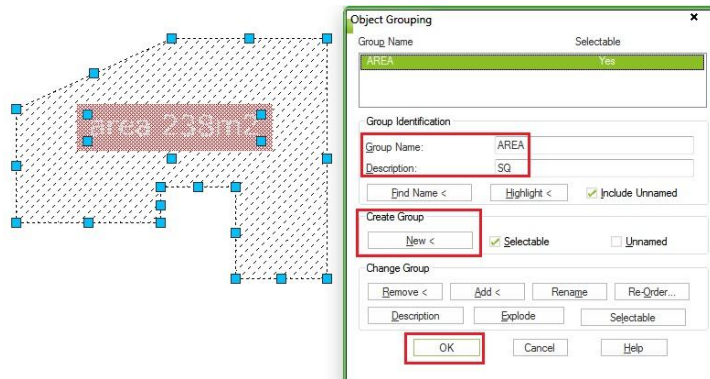 area 238m2
Object Grouping
Group Name Selectable
AREA Yes
Group Identification
Group Name: AREA
Description: SQ
Find Name < Highlight < Include Unnamed
Create Group
New < Selectable Unnamed
Change Group
Remove < Add < Rename Re-Order...
Description Explode Selectable
OK Cancel Help